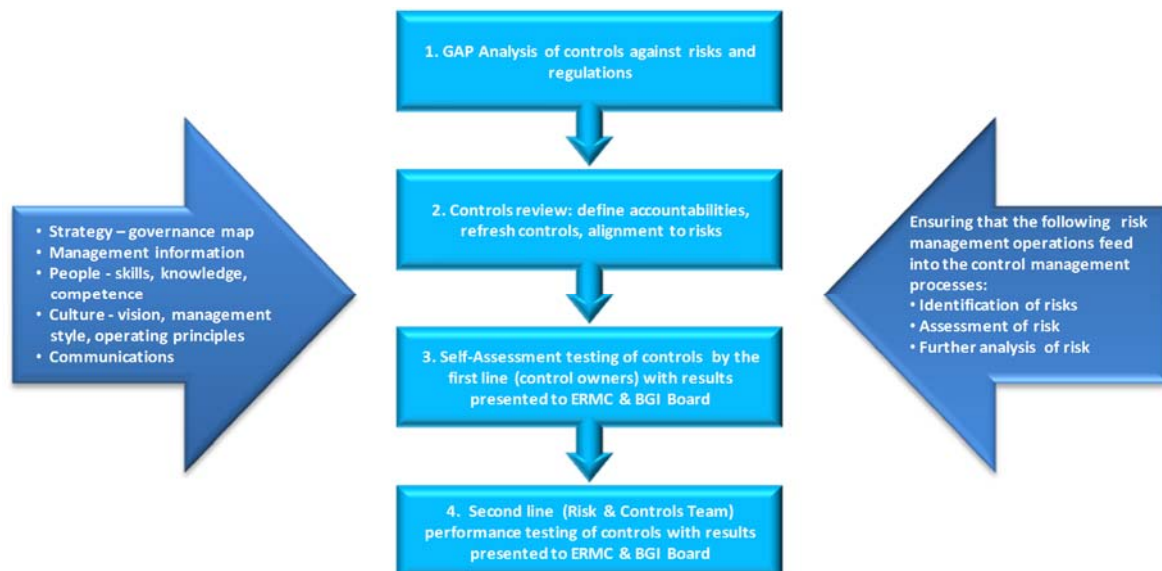 1. GAP Analysis of controls against risks and
regulations
• Strategy – governance map
• Management information
• People - skills, knowledge,
competence
• Culture - vision, management
style, operating principles
• Communications
2. Controls review: define accountabilities,
refresh controls, alignment to risks
Ensuring that the following risk
management operations feed
into the control management
processes:
• Identification of risks
• Assessment of risk
• Further analysis of risk
3. Self-Assessment testing of controls by the
first line (control owners) with results
presented to ERMC & BGI Board
4. Second line (Risk & Controls Team)
performance testing of controls with results
presented to ERMC & BGI Board